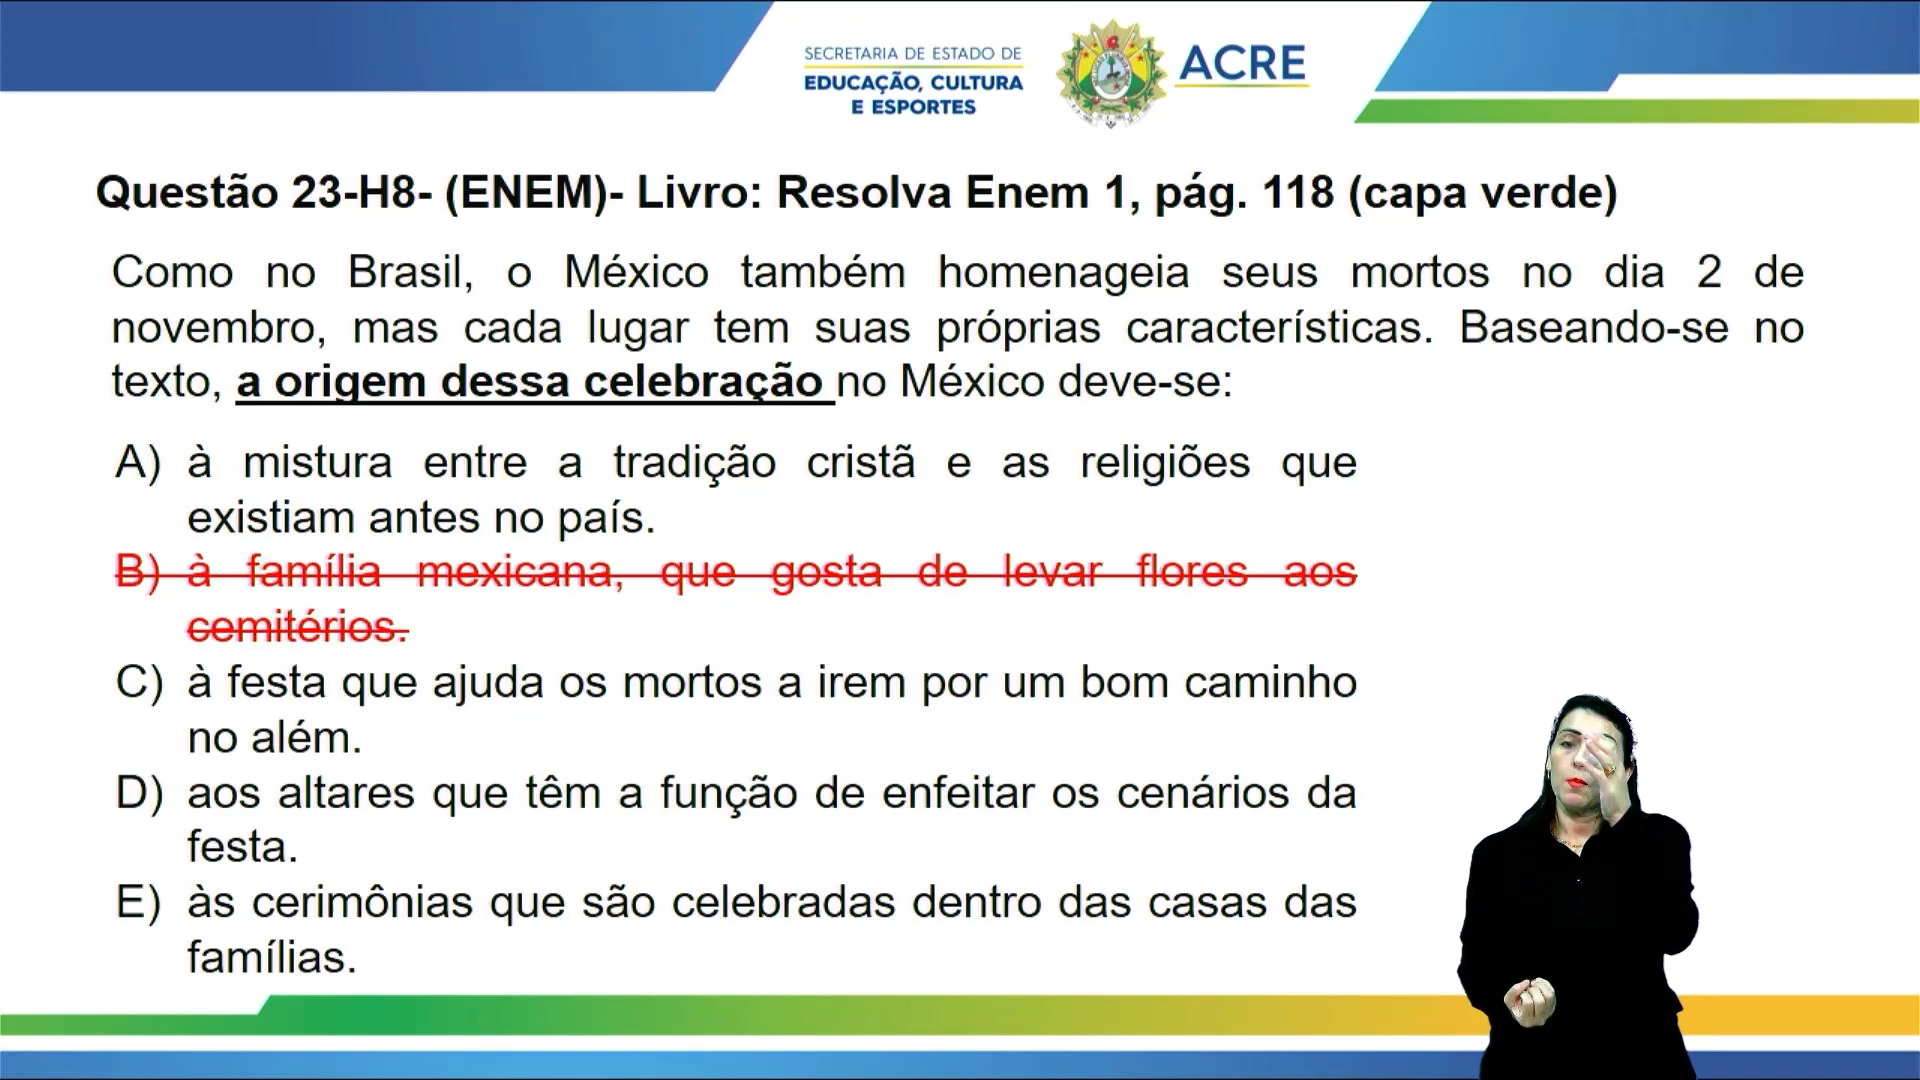 SECRETARIA DE ESTADO DE
EDUCAÇÃO, CULTURA
E ESPORTES
ACRE
Questão 23-H8- (ENEM)- Livro: Resolva Enem 1, pág. 118 (capa verde)
Como no Brasil, o México também homenageia seus mortos no dia 2 de
novembro, mas cada lugar tem suas próprias características. Baseando-se no
texto, a origem dessa celebração no México deve-se:
A) à mistura entre a tradição cristã e as religiões que
existiam antes no país.
B) à família mexicana, que gosta de levar flores aos
cemitérios.
C) à festa que ajuda os mortos a irem por um bom caminho
no além.
D) aos altares que têm a função de enfeitar os cenários da
festa.
E) às cerimônias que são celebradas dentro das casas das
famílias.